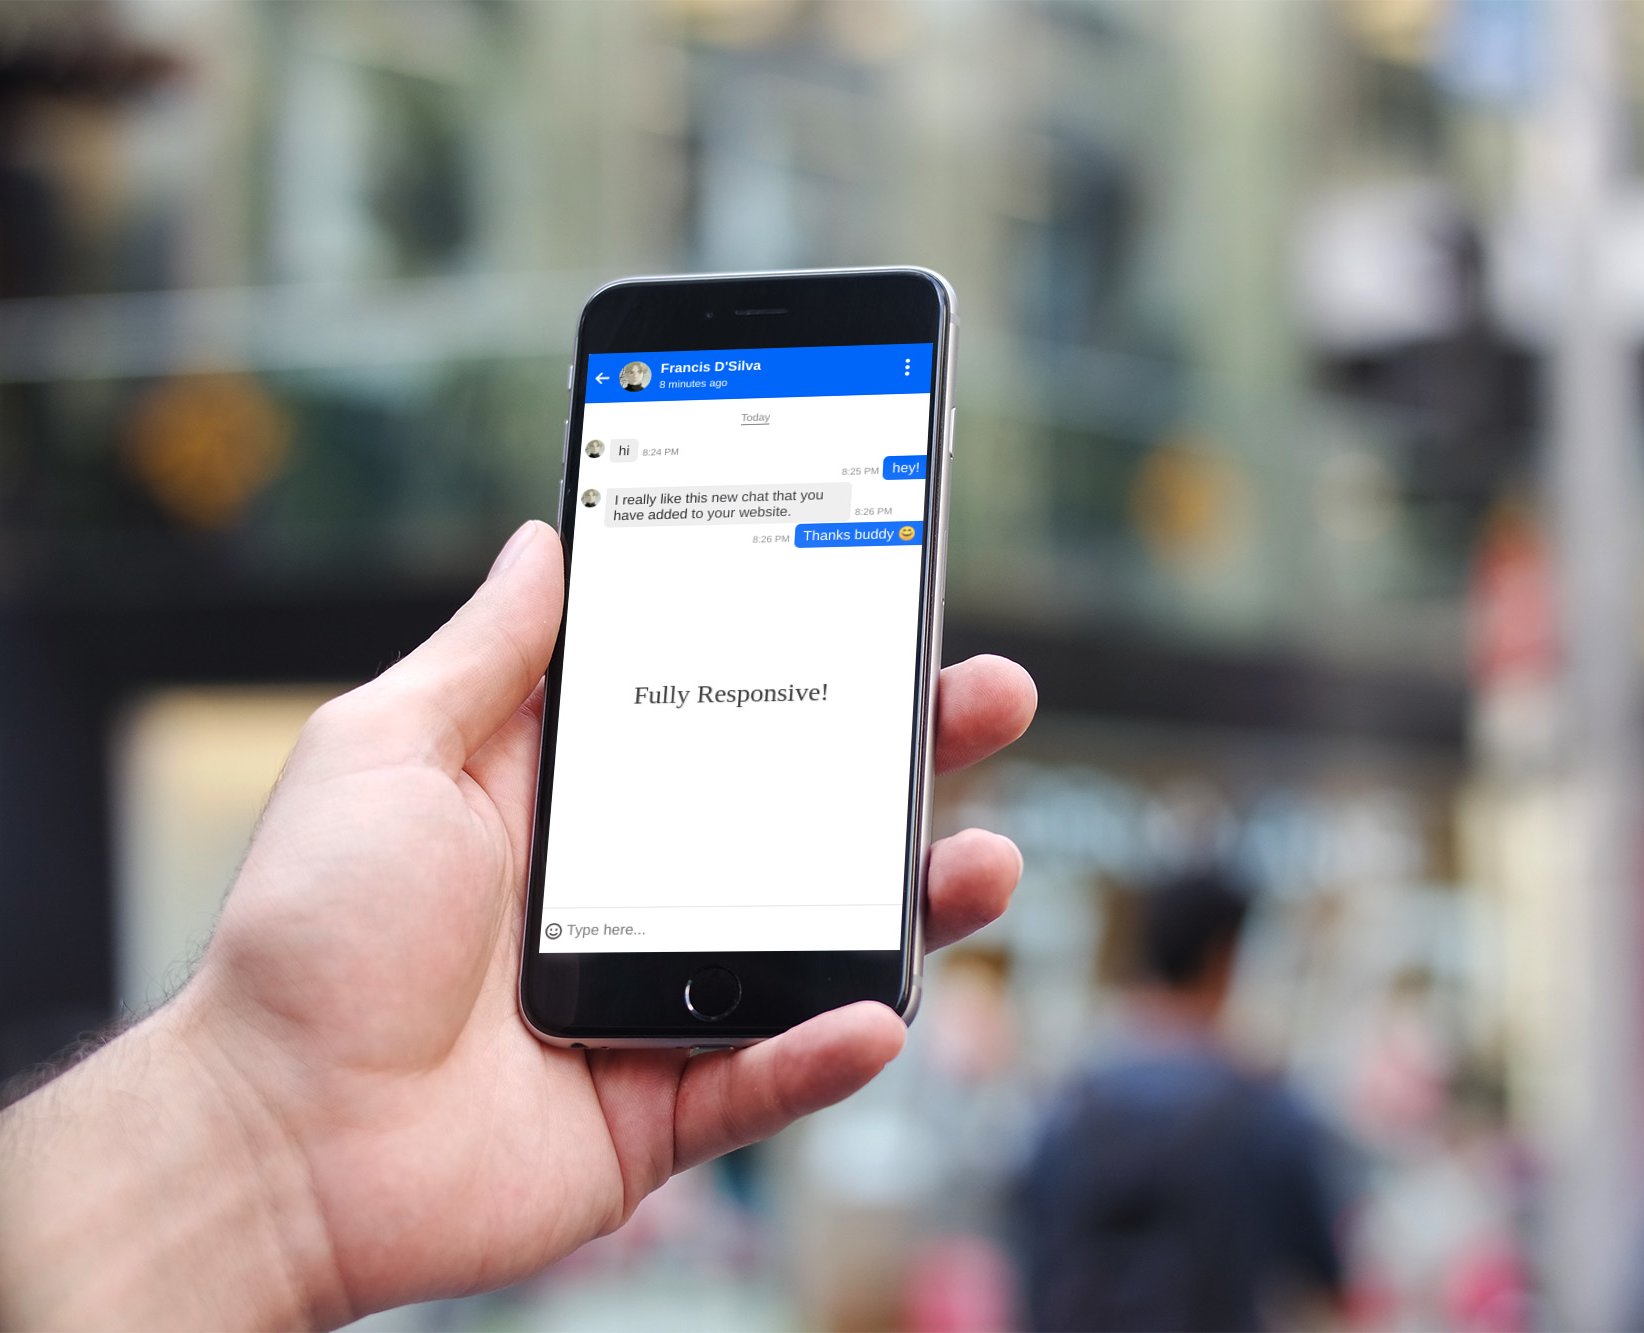 Francis D'Silva
8 minutes ago
Today
hi 8:24 PM
8:25 PM hey!
I really like this new chat that you
have added to your website. 8:26 PM
8:26 PM Thanks buddy 😊
Fully Responsive!
Type here...